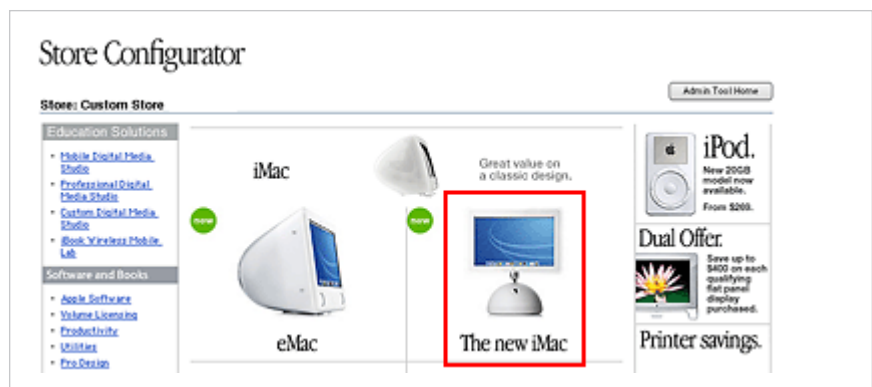 Store Configurator
Admin Tool Home
Store: Custom Store
Education Solutions
Mobile Digital Media
Studio
Professional Digital
Media Studio
Custom Digital Media
Studio
iBook Wireless Mobile
Lab
Software and Books
Apple Software
Volume Licensing
Productivity
Utilities
Pro Design
iMac
Great value on
a classic design.
new
eMac
new
The new iMac
iPod.
New 20GB
model now
available.
From $269.
Dual Offer.
Save up to
$400 on each
qualifying
flat panel
display
purchased.
Printer savings.